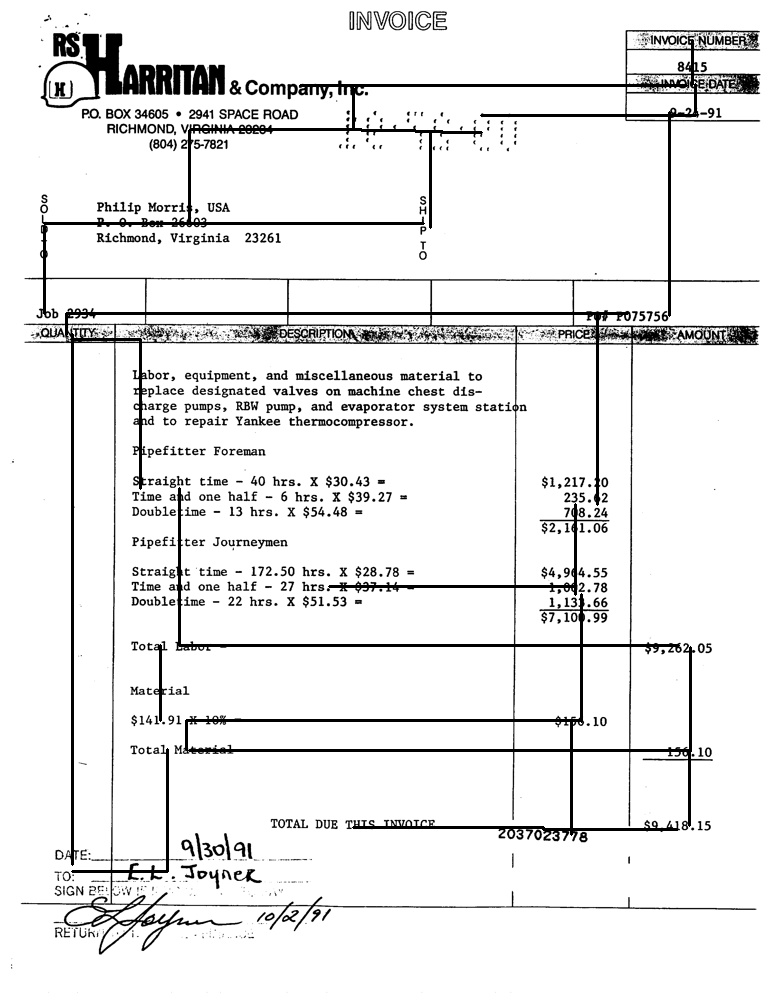 INVOICE
RS HARRITAN & Company, Inc.
INVOICE NUMBER
8415
INVOICE DATE
9-24-91
P.O. BOX 34605 • 2941 SPACE ROAD
RICHMOND, VIRGINIA 23234
(804) 275-7821
SOLD TO
Philip Morris, USA
P. O. Box 26603
Richmond, Virginia 23261
SHIP TO
Job 2934 PO# P075756
QUANTITY DESCRIPTION PRICE AMOUNT
Labor, equipment, and miscellaneous material to
replace designated valves on machine chest dis-
charge pumps, RBW pump, and evaporator system station
and to repair Yankee thermocompressor.
Pipefitter Foreman
Straight time - 40 hrs. X $30.43 = $1,217.20
Time and one half - 6 hrs. X $39.27 = 235.62
Doubletime - 13 hrs. X $54.48 = 708.24
$2,161.06
Pipefitter Journeymen
Straight time - 172.50 hrs. X $28.78 = $4,964.55
Time and one half - 27 hrs. X $37.14 = 1,002.78
Doubletime - 22 hrs. X $51.53 = 1,133.66
$7,100.99
Total Labor = $9,262.05
Material
$141.91 X 10% = $156.10
Total Material 156.10
TOTAL DUE THIS INVOICE $9,418.15
2037023778
DATE: 9/30/91
TO: E.L. Joyner
SIGN BELOW
10/02/91
RETURN